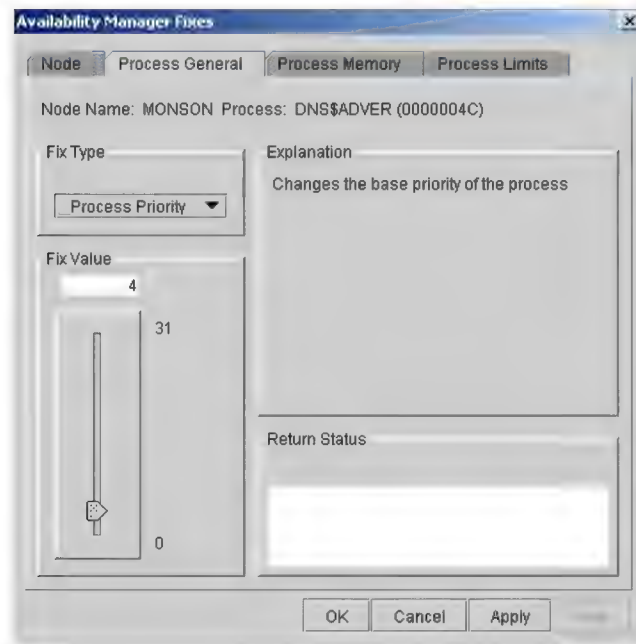 Availability Manager Fixes
Node
Process General
Process Memory
Process Limits
Node Name: MONSON Process: DNS$ADVER (0000004C)
Fix Type
Process Priority
Explanation
Changes the base priority of the process
Fix Value
4
31
0
Return Status
OK
Cancel
Apply